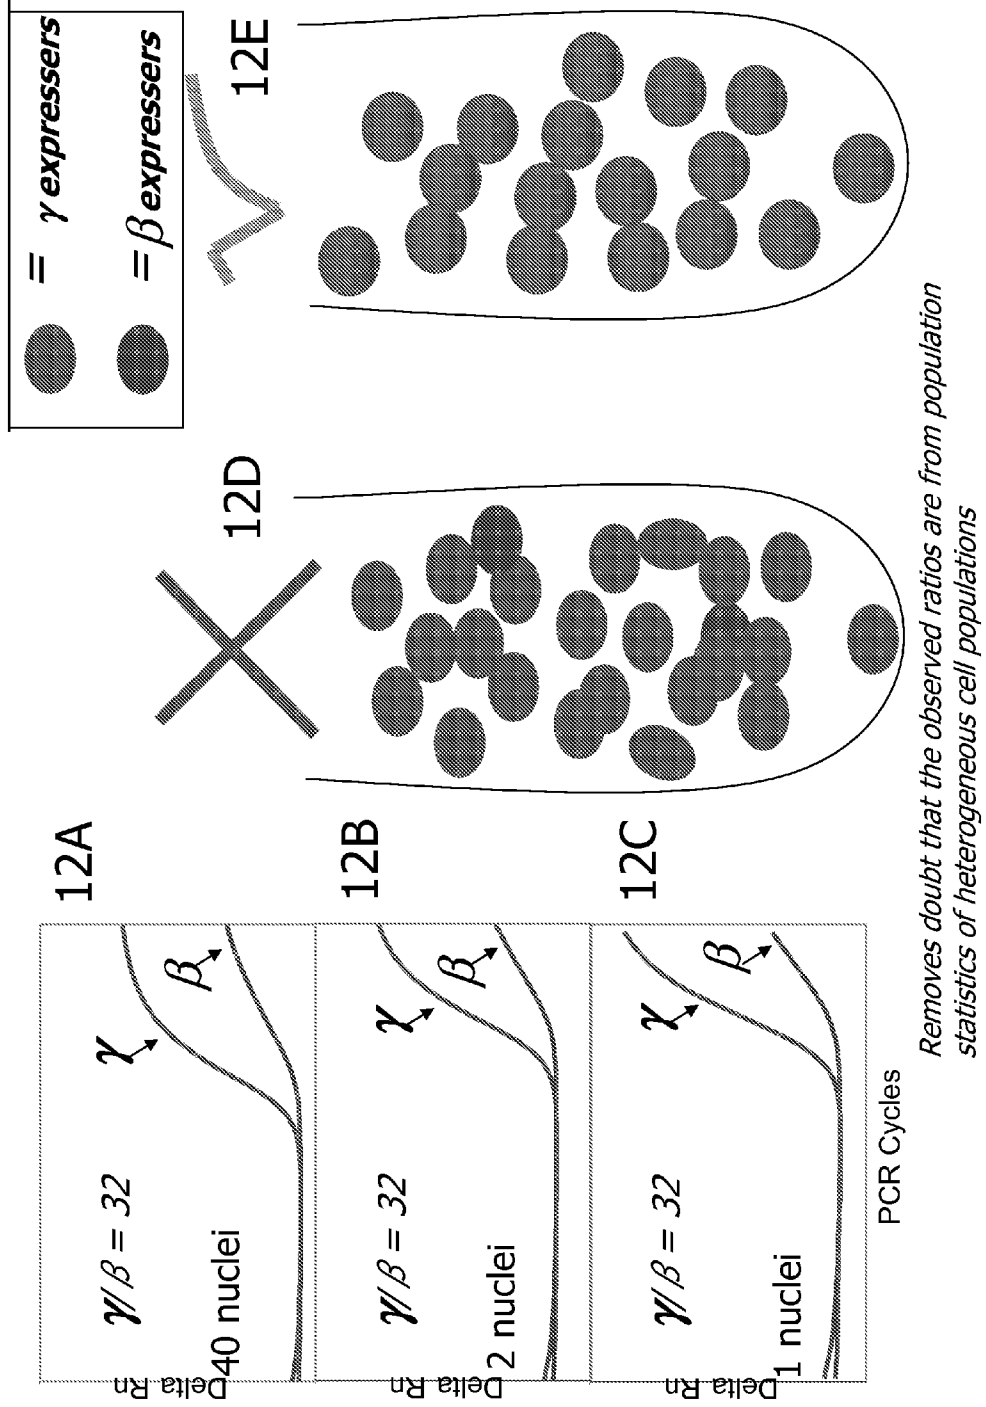 12A
γ/β = 32
40 nuclei
γ
β
Delta Rn
12B
γ/β = 32
2 nuclei
γ
β
Delta Rn
12C
γ/β = 32
1 nuclei
γ
β
Delta Rn
PCR Cycles
12D
12E
= γ expressers
= β expressers
Removes doubt that the observed ratios are from population
statistics of heterogeneous cell populations